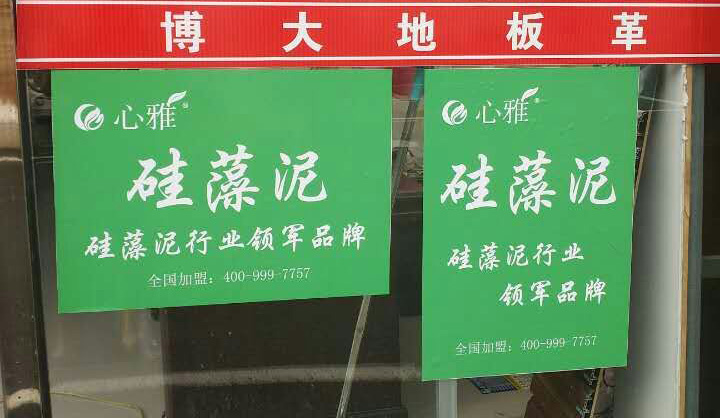 博大地板革
心雅
硅藻泥
硅藻泥行业领军品牌
全国加盟：400-999-7757
心雅
硅藻泥
硅藻泥行业
领军品牌
全国加盟：400-999-7757